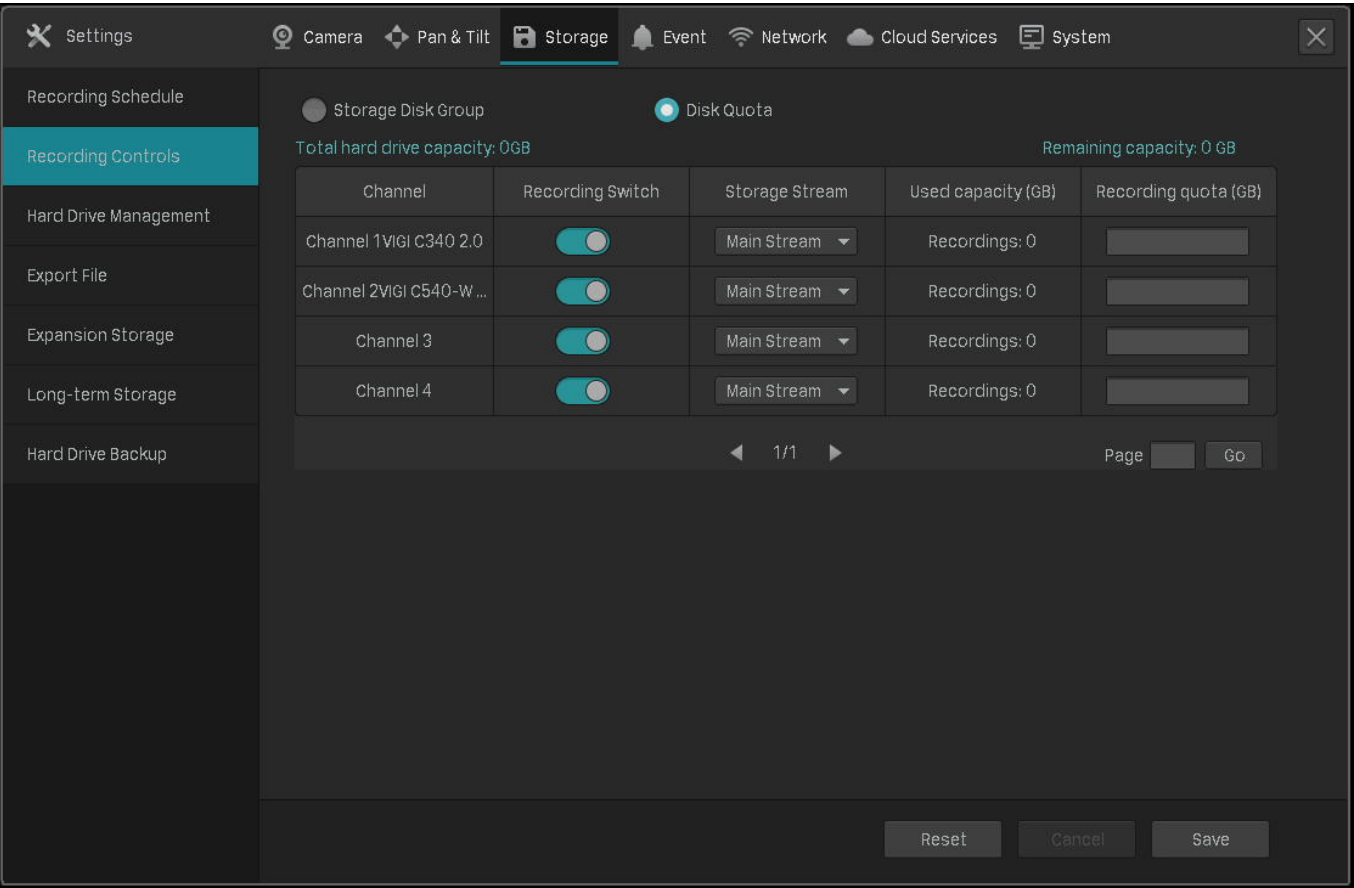 Settings Camera Pan & Tilt Storage Event Network Cloud Services System
Recording Schedule
Recording Controls
Hard Drive Management
Export File
Expansion Storage
Long-term Storage
Hard Drive Backup
Storage Disk Group Disk Quota
Total hard drive capacity: 0GB Remaining capacity: 0 GB
Channel Recording Switch Storage Stream Used capacity (GB) Recording quota (GB)
Channel 1VIGI C340 2.0 Main Stream Recordings: 0
Channel 2VIGI C540-W ... Main Stream Recordings: 0
Channel 3 Main Stream Recordings: 0
Channel 4 Main Stream Recordings: 0
1/1 Page Go
Reset Cancel Save